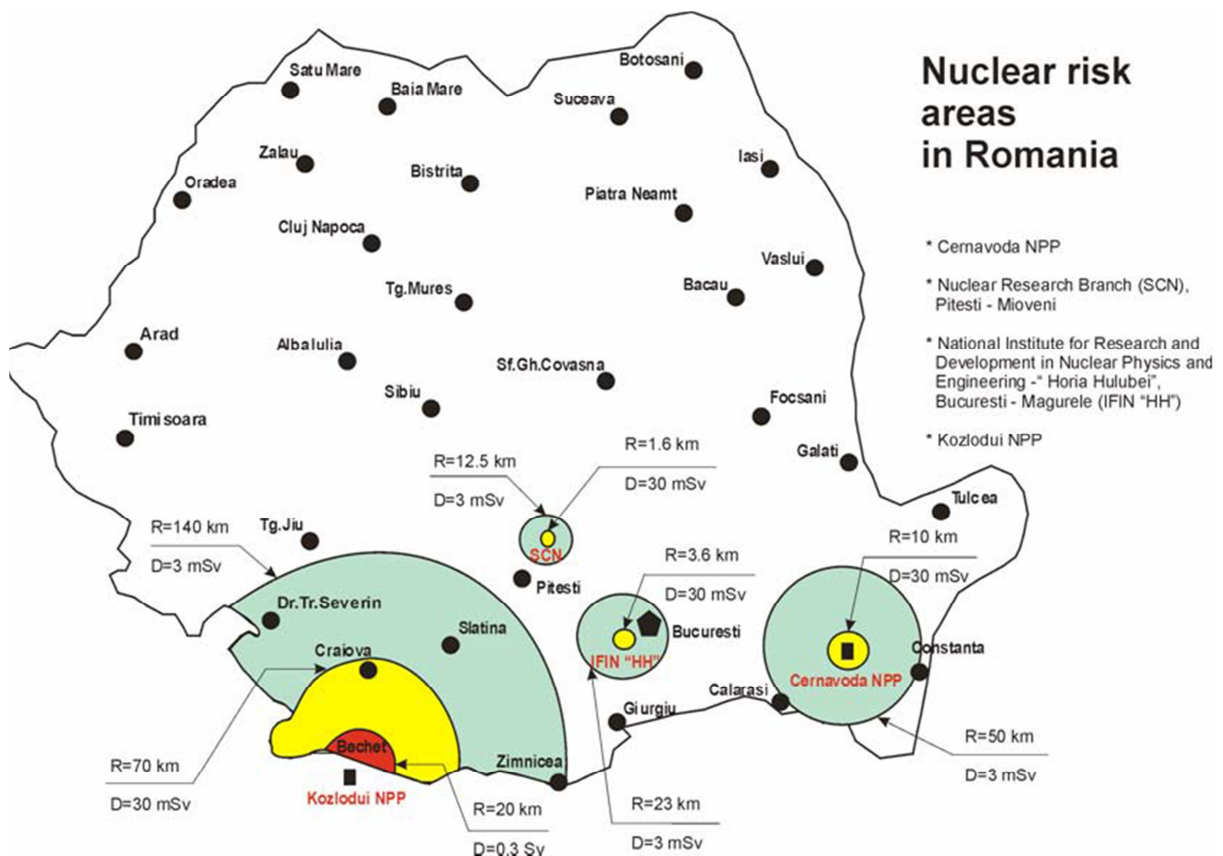 Nuclear risk
areas
in Romania
* Cernavoda NPP
* Nuclear Research Branch (SCN),
Pitesti - Mioveni
* National Institute for Research and
Development in Nuclear Physics and
Engineering -“ Horia Hulubei”,
Bucuresti - Magurele (IFIN “HH”)
* Kozlodui NPP
Botosani
Satu Mare
Baia Mare
Suceava
Zalau
Iasi
Bistrita
Oradea
Piatra Neamt
Cluj Napoca
Vaslui
Tg.Mures
Bacau
Arad
Alba Iulia
Sf.Gh.Covasna
Sibiu
Focsani
Timisoara
Galati
R=1.6 km
D=30 mSv
R=12.5 km
D=3 mSv
Tulcea
Tg.Jiu
R=140 km
D=3 mSv
SCN
R=10 km
D=30 mSv
R=3.6 km
D=30 mSv
Pitesti
Dr.Tr.Severin
Slatina
Bucuresti
Craiova
IFIN “HH”
Constanta
Cernavoda NPP
Calarasi
Giurgiu
Bechet
R=50 km
D=3 mSv
Zimnicea
R=70 km
D=30 mSv
Kozlodui NPP
R=20 km
D=0.3 Sv
R=23 km
D=3 mSv